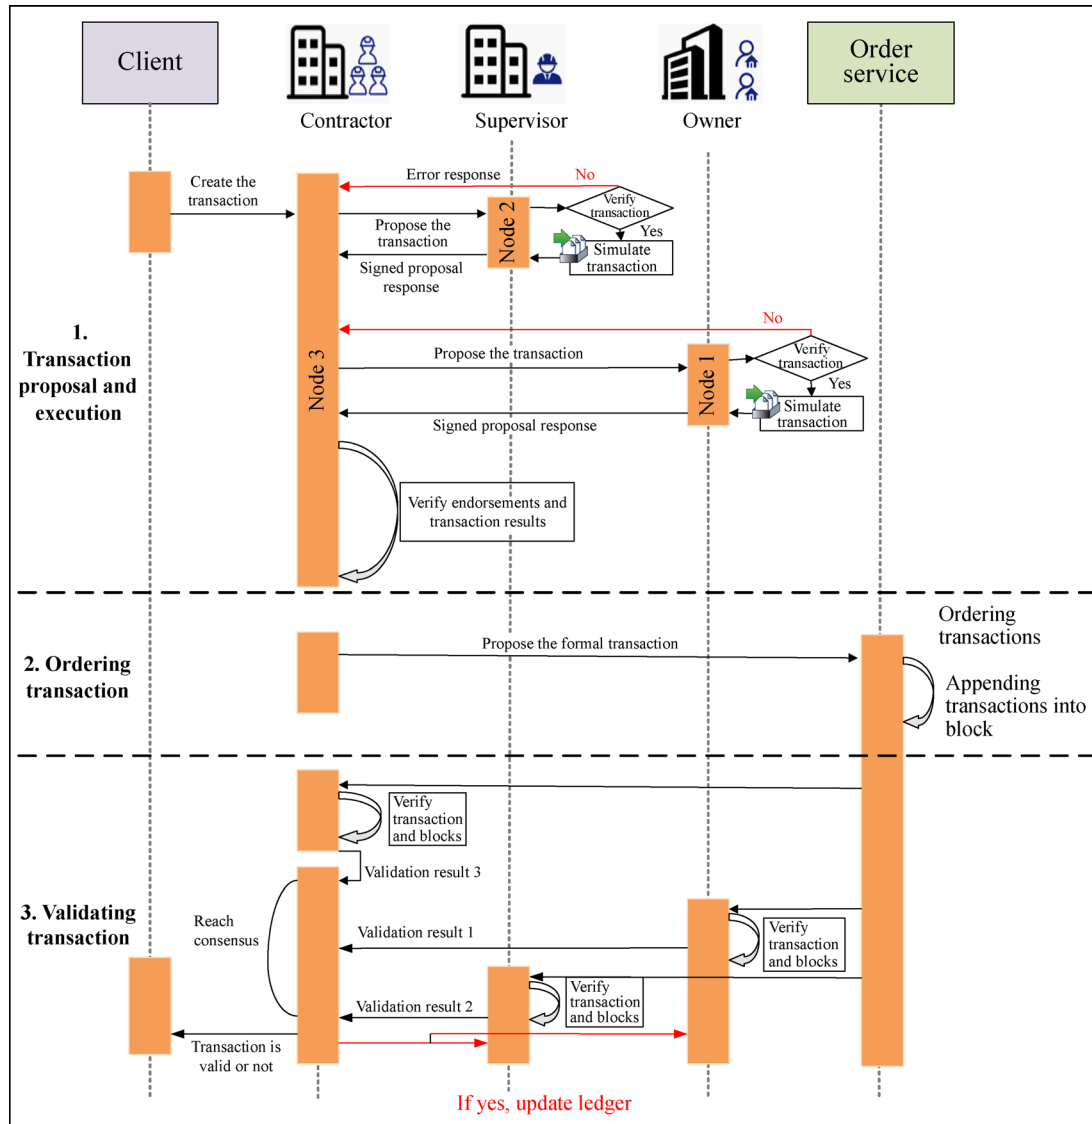 Client
Order
service
Contractor
Supervisor
Owner
Create the
transaction
Error response
No
Node 2
Verify
transaction
Propose the
transaction
Yes
Simulate
transaction
Signed proposal
response
1.
Transaction
proposal and
execution
Node 3
No
Propose the transaction
Node 1
Verify
transaction
Yes
Simulate
transaction
Signed proposal response
Verify endorsements and
transaction results
2. Ordering
transaction
Propose the formal transaction
Ordering
transactions
Appending
transactions into
block
3. Validating
transaction
Verify
transaction
and blocks
Validation result 3
Reach
consensus
Validation result 1
Verify
transaction
and blocks
Validation result 2
Verify
transaction
and blocks
Transaction is
valid or not
If yes, update ledger